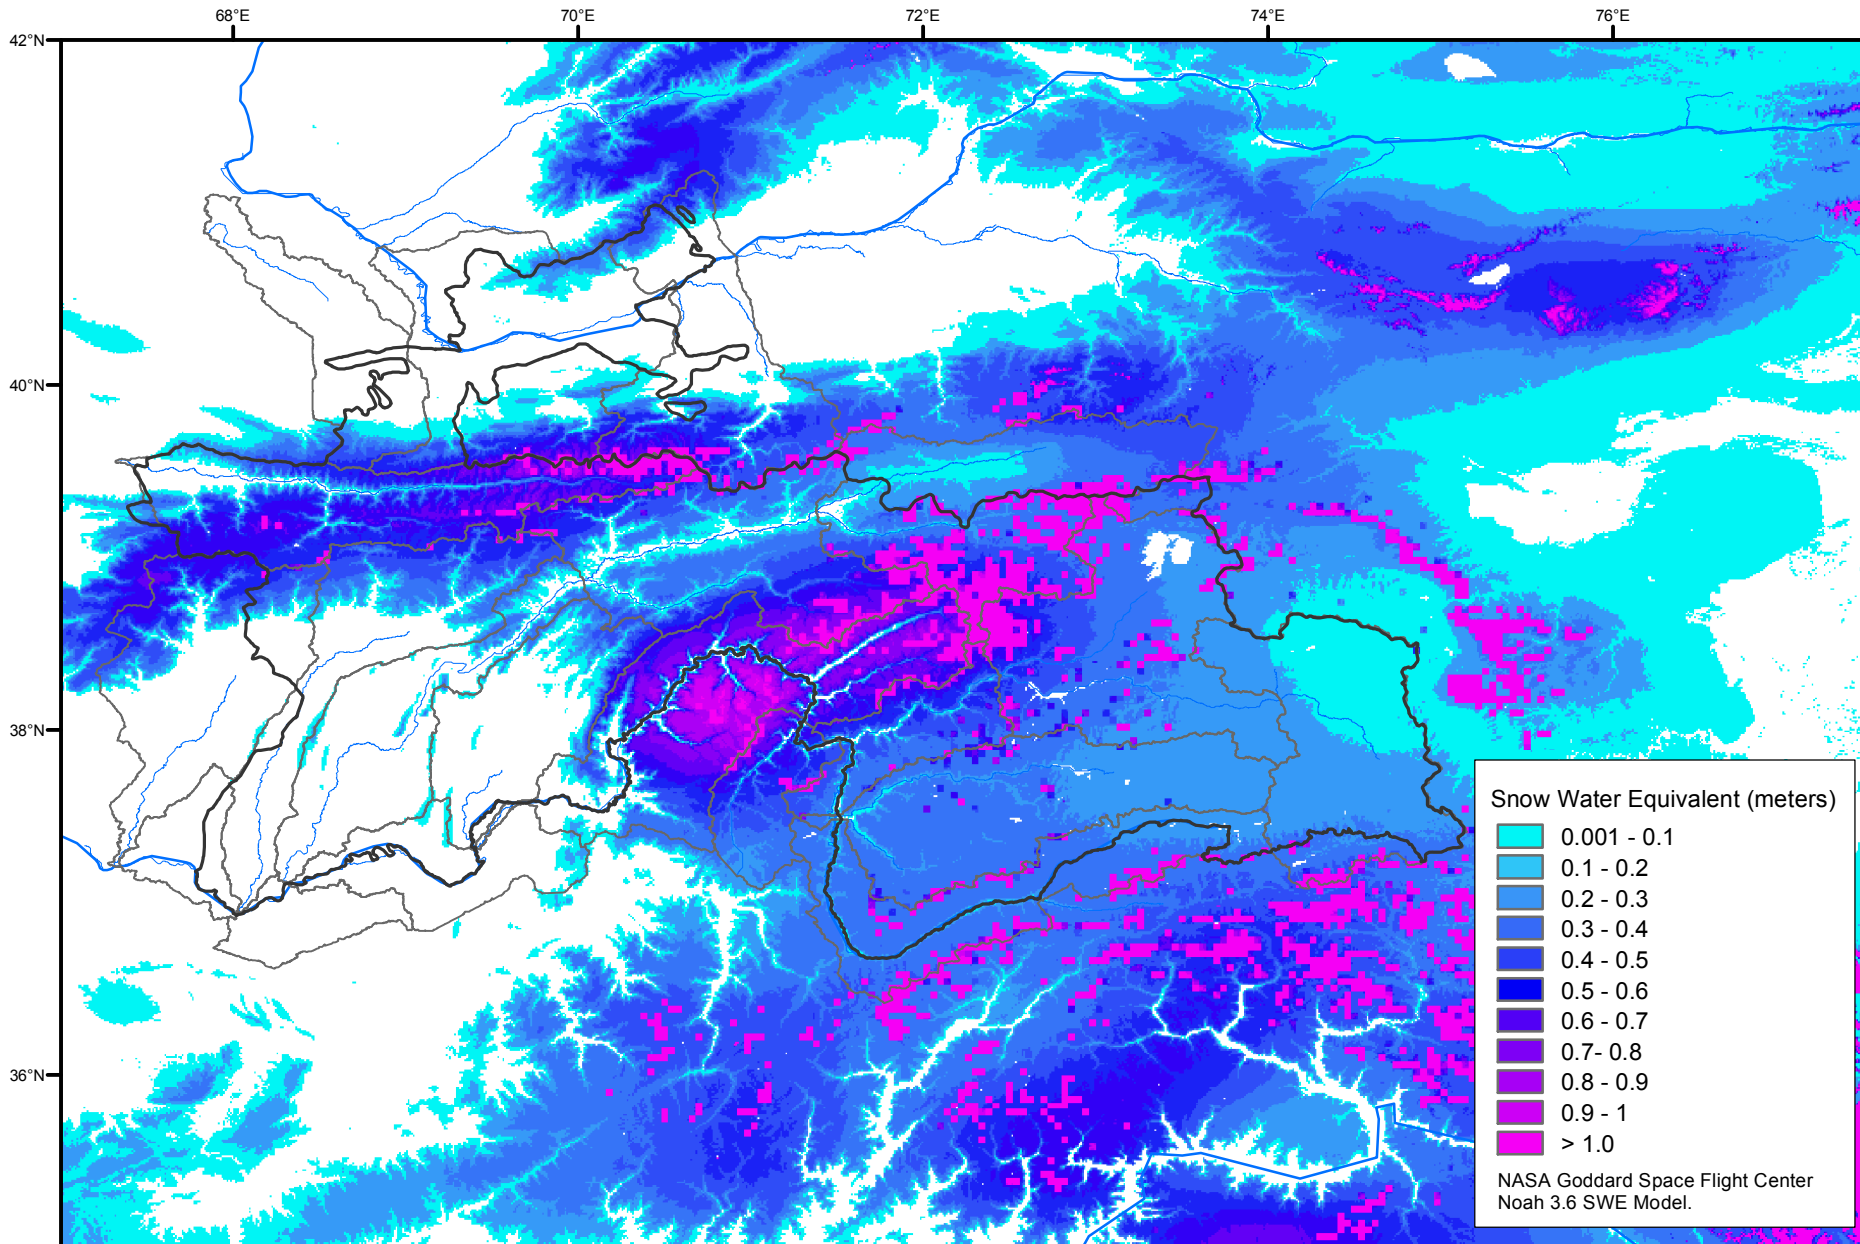 68°E 70°E 72°E 74°E 76°E
42°N
40°N
38°N
36°N
Snow Water Equivalent (meters)
0.001 - 0.1
0.1 - 0.2
0.2 - 0.3
0.3 - 0.4
0.4 - 0.5
0.5 - 0.6
0.6 - 0.7
0.7- 0.8
0.8 - 0.9
0.9 - 1
> 1.0
NASA Goddard Space Flight Center
Noah 3.6 SWE Model.